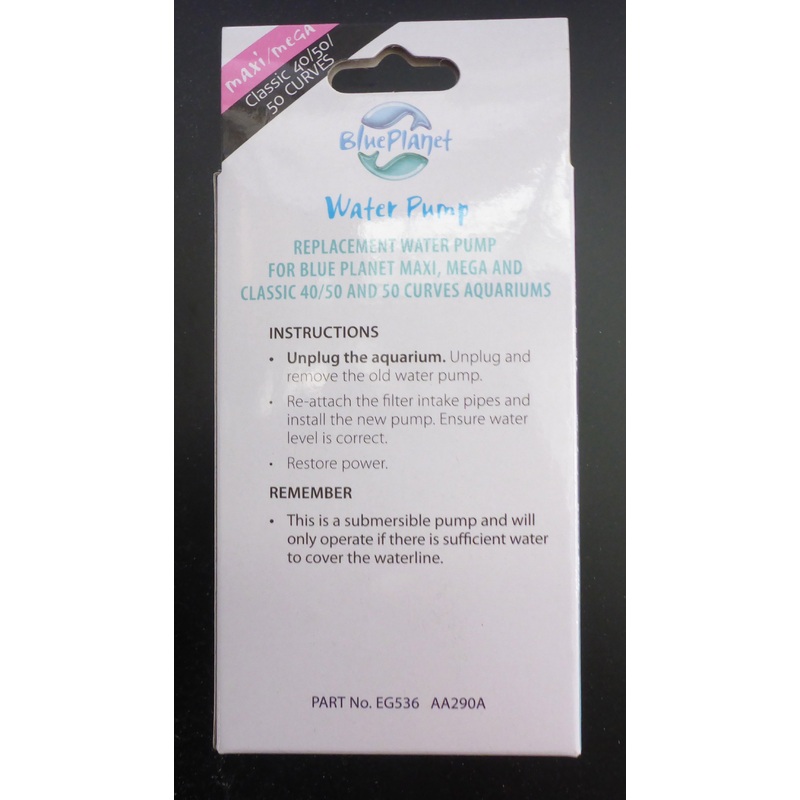 maxi/mega
Classic 40/50/
50 CURVES
BluePlanet
Water Pump
REPLACEMENT WATER PUMP
FOR BLUE PLANET MAXI, MEGA AND
CLASSIC 40/50 AND 50 CURVES AQUARIUMS
INSTRUCTIONS
• Unplug the aquarium. Unplug and
remove the old water pump.
• Re-attach the filter intake pipes and
install the new pump. Ensure water
level is correct.
• Restore power.
REMEMBER
• This is a submersible pump and will
only operate if there is sufficient water
to cover the waterline.
PART No. EG536 AA290A